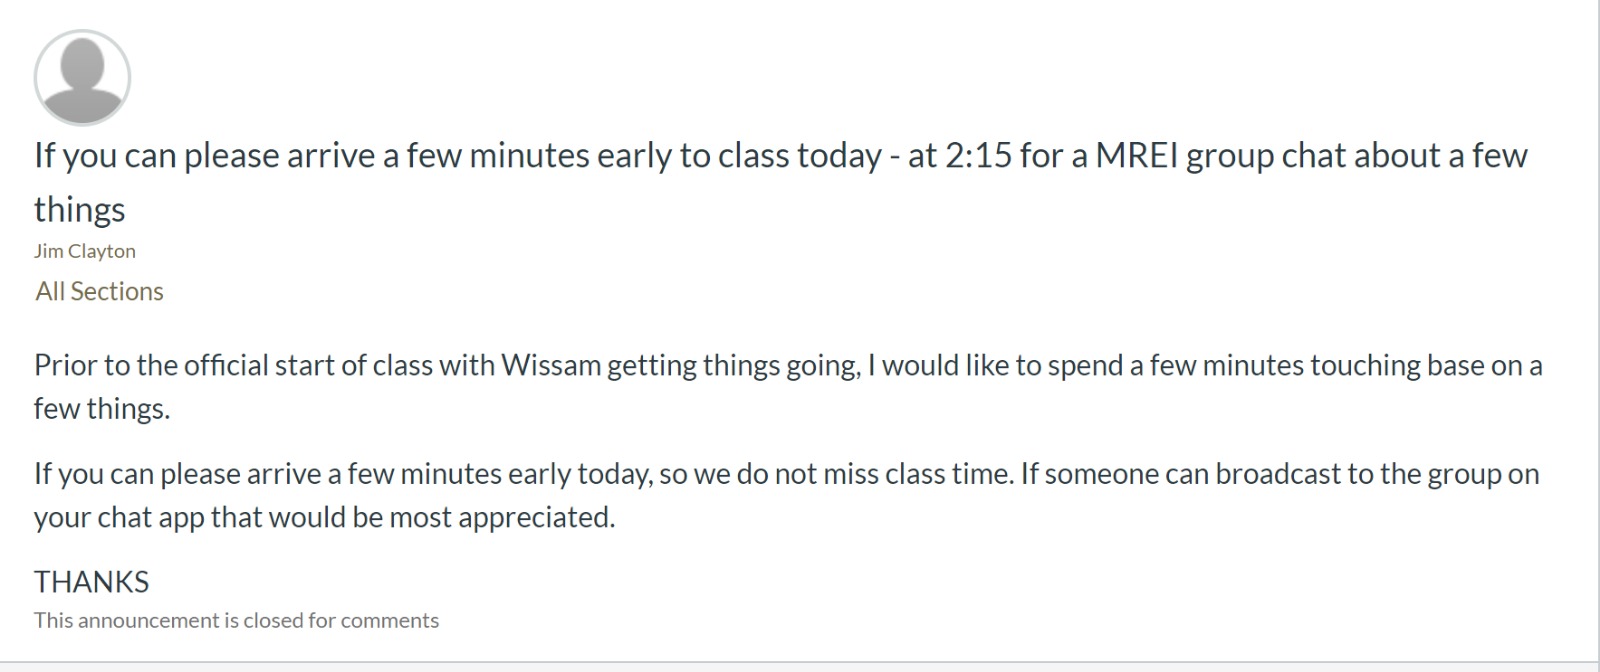 If you can please arrive a few minutes early to class today - at 2:15 for a MREI group chat about a few
things
Jim Clayton
All Sections
Prior to the official start of class with Wissam getting things going, I would like to spend a few minutes touching base on a
few things.
If you can please arrive a few minutes early today, so we do not miss class time. If someone can broadcast to the group on
your chat app that would be most appreciated.
THANKS
This announcement is closed for comments